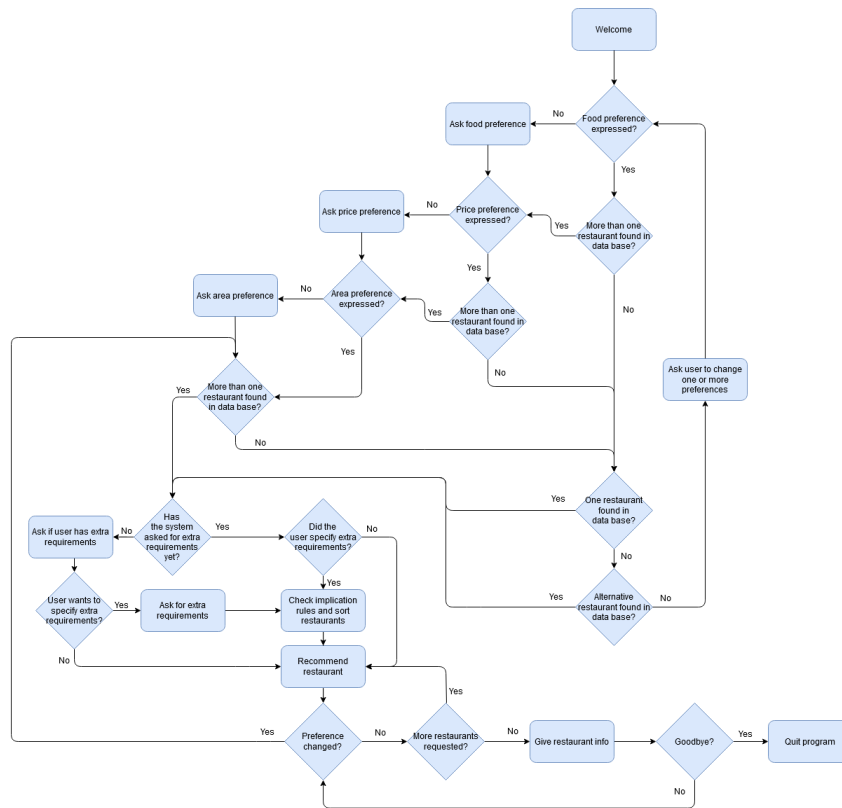 Welcome
Food preference
expressed?
No
Ask food preference
Yes
More than one
restaurant found in
data base?
Yes
Price preference
expressed?
No
Ask price preference
Yes
No
More than one
restaurant found in
data base?
Yes
Area preference
expressed?
No
Ask area preference
Yes
No
Ask user to change
one or more
preferences
More than one
restaurant found
in data base?
Yes
No
One restaurant
found in
data base?
Yes
No
Alternative
restaurant found in
data base?
Yes
No
Has
the system
asked for extra
requirements
yet?
No
Yes
Ask if user has extra
requirements
Did the
user specify extra
requirements?
No
Yes
User wants to
specify extra
requirements?
Yes
No
Ask for extra
requirements
Check implication
rules and sort
restaurants
Recommend
restaurant
Preference
changed?
Yes
No
More restaurants
requested?
Yes
No
Give restaurant info
Goodbye?
Yes
No
Quit program